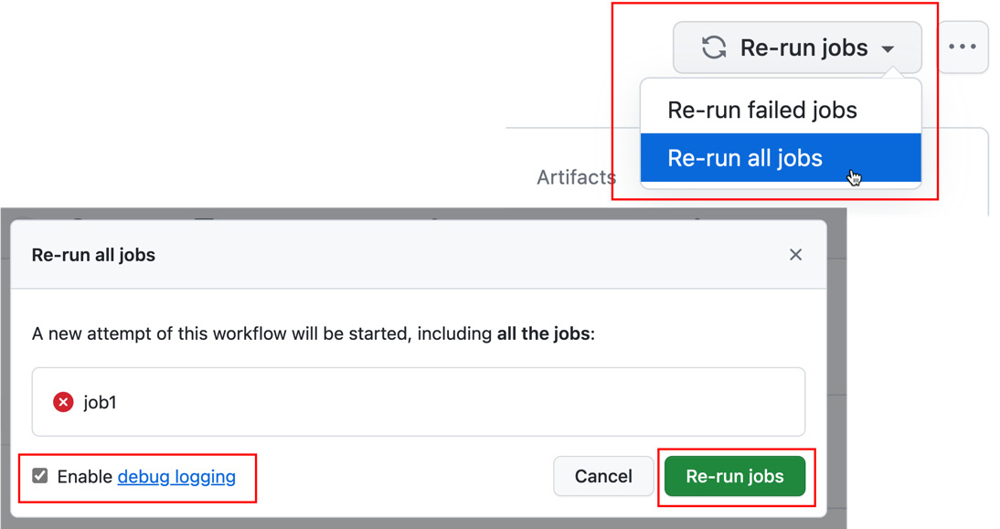 Re-run jobs
Re-run failed jobs
Re-run all jobs
Artifacts
Re-run all jobs
A new attempt of this workflow will be started, including all the jobs:
job1
Enable debug logging
Cancel
Re-run jobs